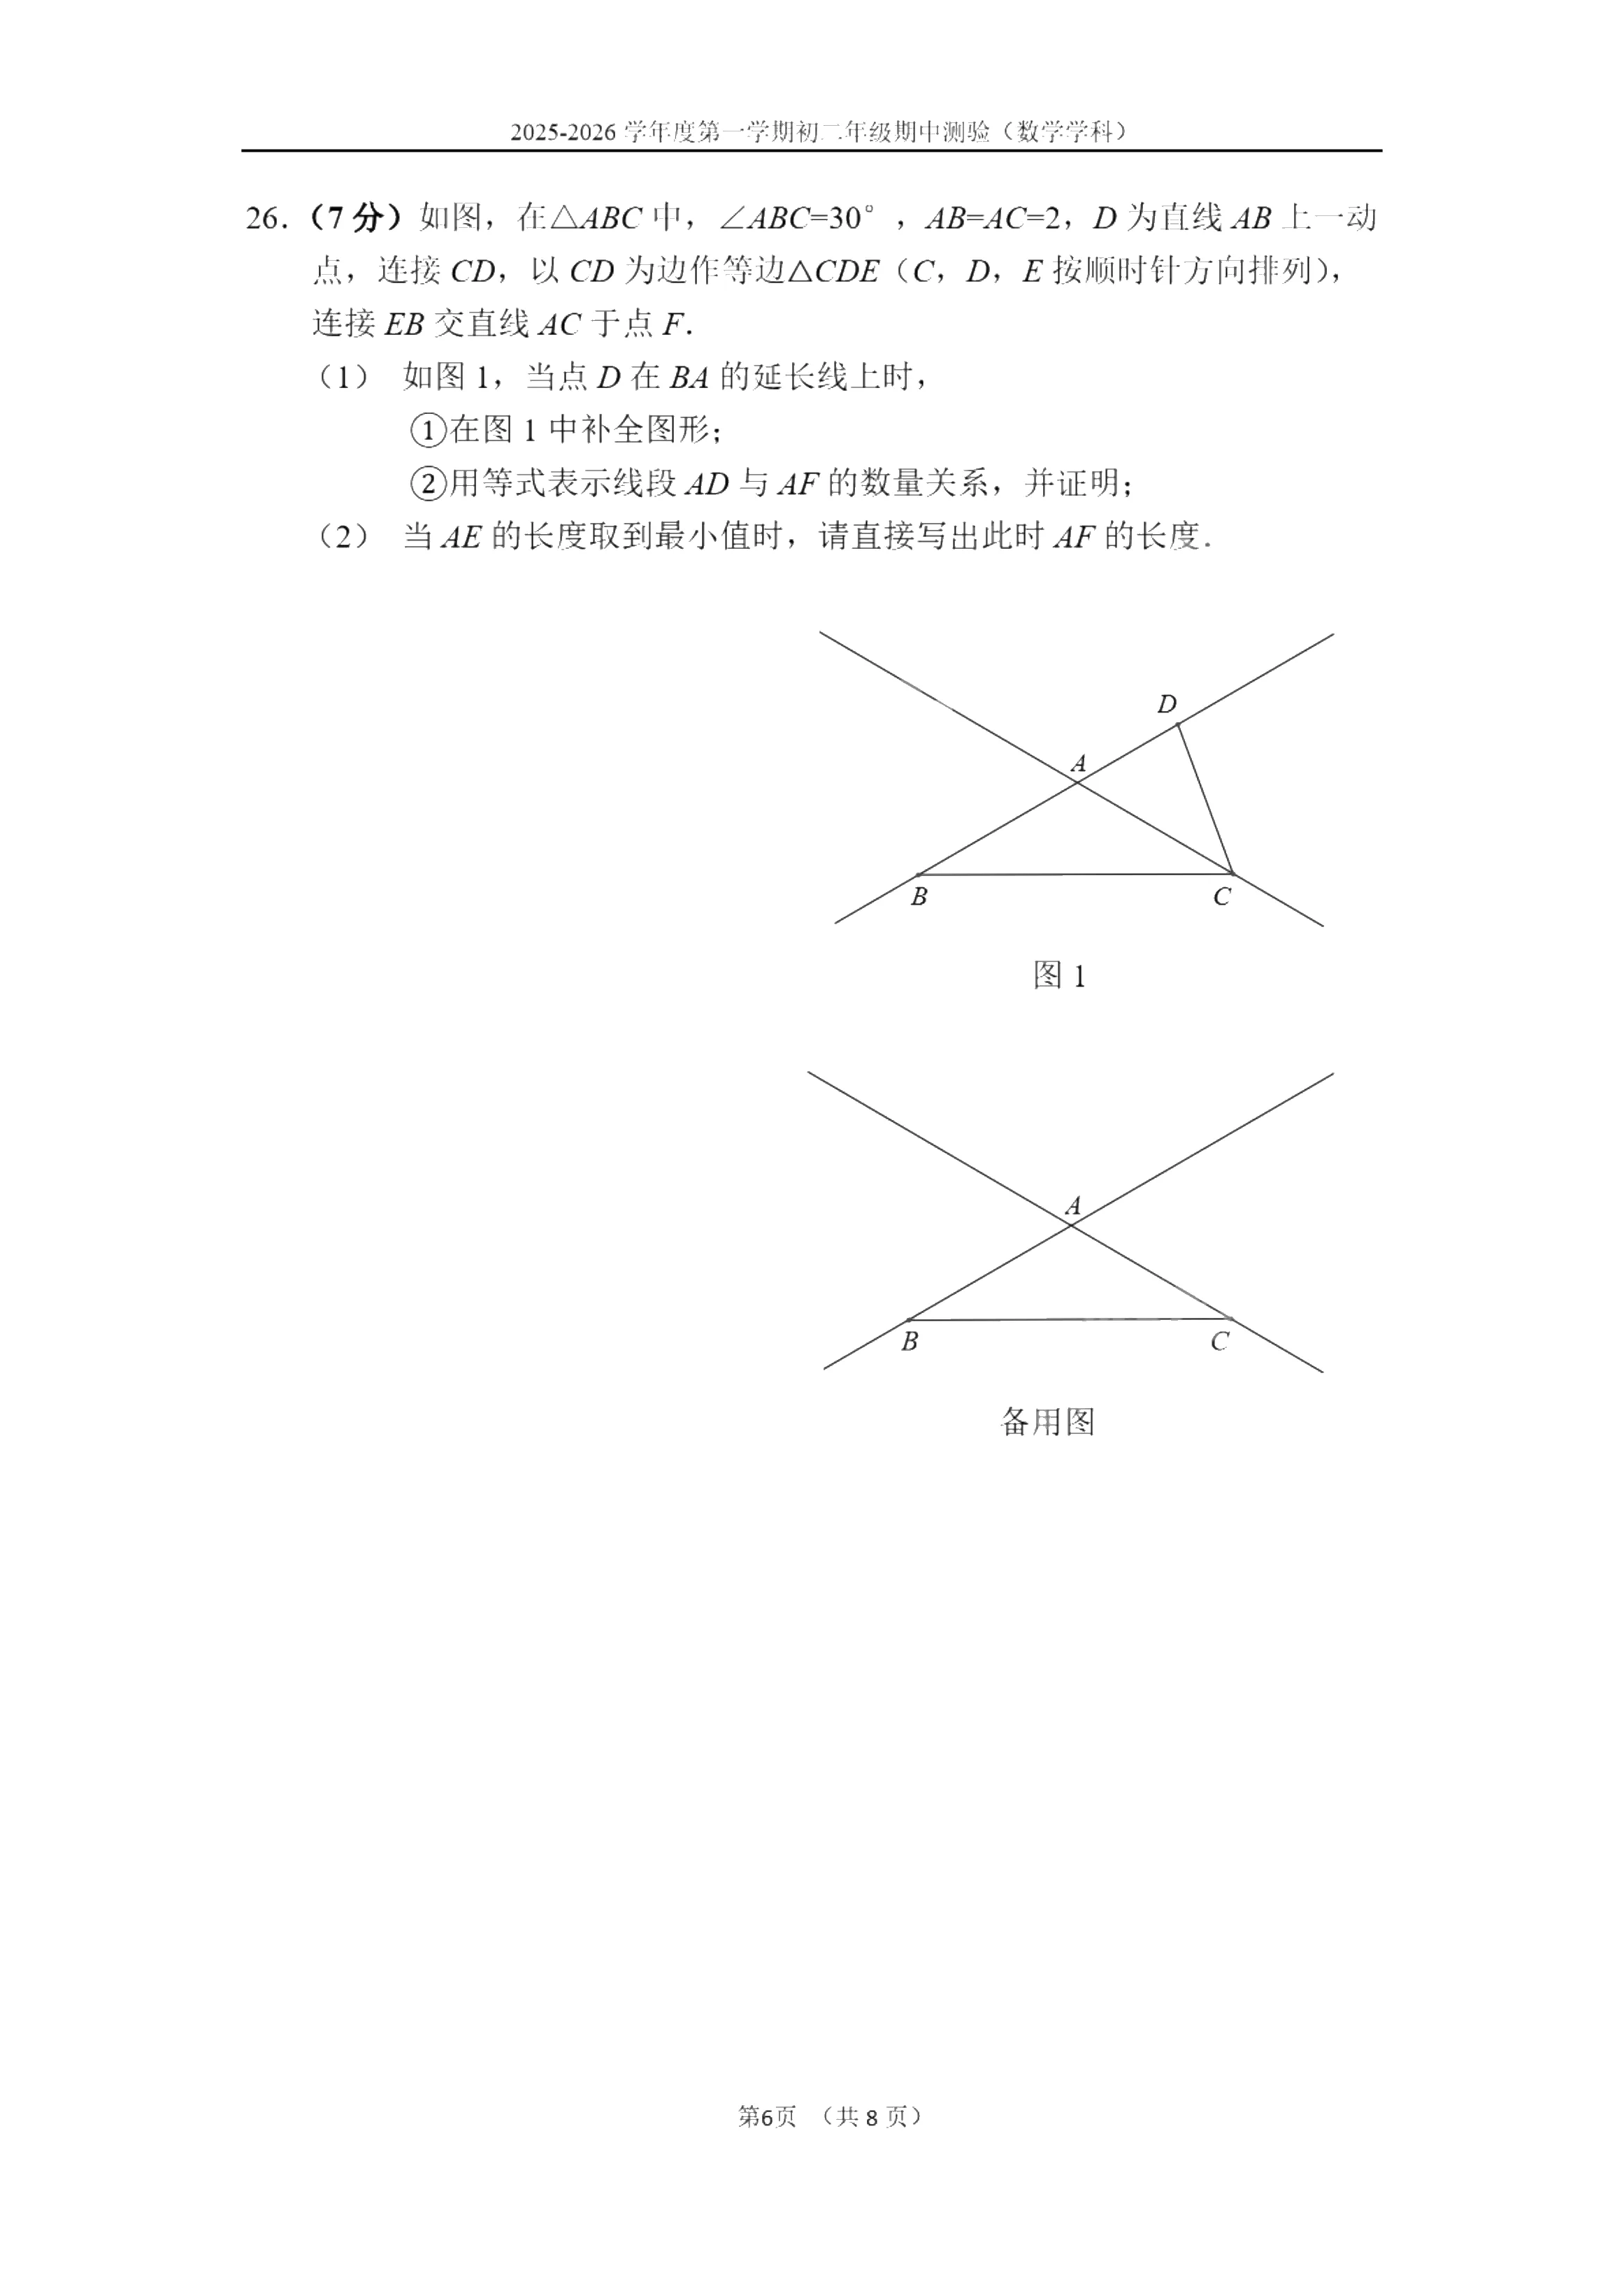 2025-2026 学年度第一学期初二年级期中测验（数学学科）
26.（7 分）如图，在△ABC 中，∠ABC=30°，AB=AC=2，D 为直线 AB 上一动
点，连接 CD，以 CD 为边作等边△CDE（C，D，E 按顺时针方向排列），
连接 EB 交直线 AC 于点 F.
（1） 如图 1，当点 D 在 BA 的延长线上时，
①在图 1 中补全图形；
②用等式表示线段 AD 与 AF 的数量关系，并证明；
（2） 当 AE 的长度取到最小值时，请直接写出此时 AF 的长度.
D
A
B
C
图 1
A
B
C
备用图
第6页 （共 8 页）